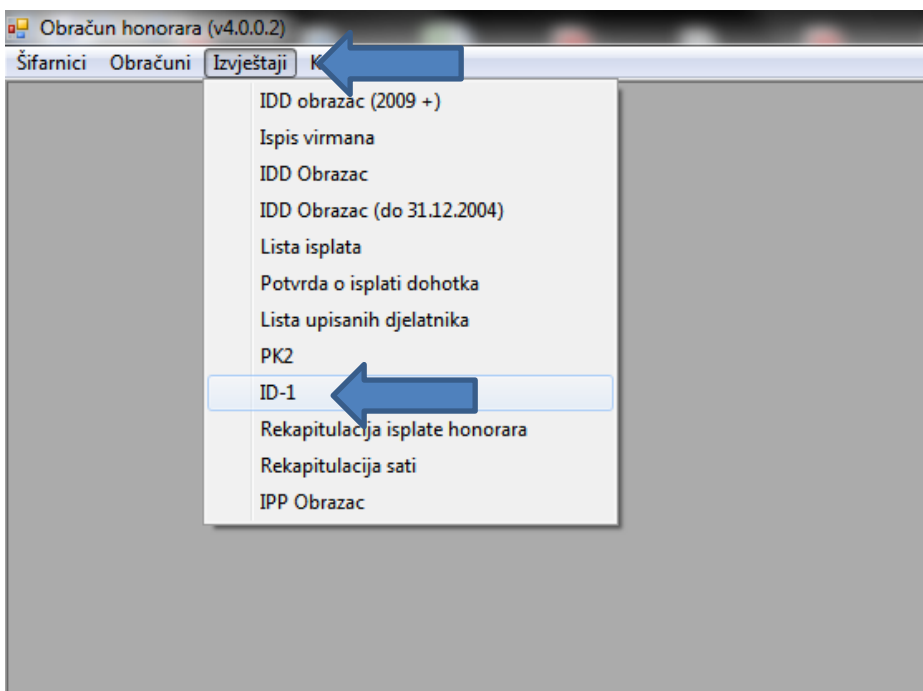 Obračun honorara (v4.0.0.2)
Šifarnici Obračuni Izvještaji
IDD obrazac (2009 +)
Ispis virmana
IDD Obrazac
IDD Obrazac (do 31.12.2004)
Lista isplata
Potvrda o isplati dohotka
Lista upisanih djelatnika
PK2
ID-1
Rekapitulacija isplate honorara
Rekapitulacija sati
IPP Obrazac